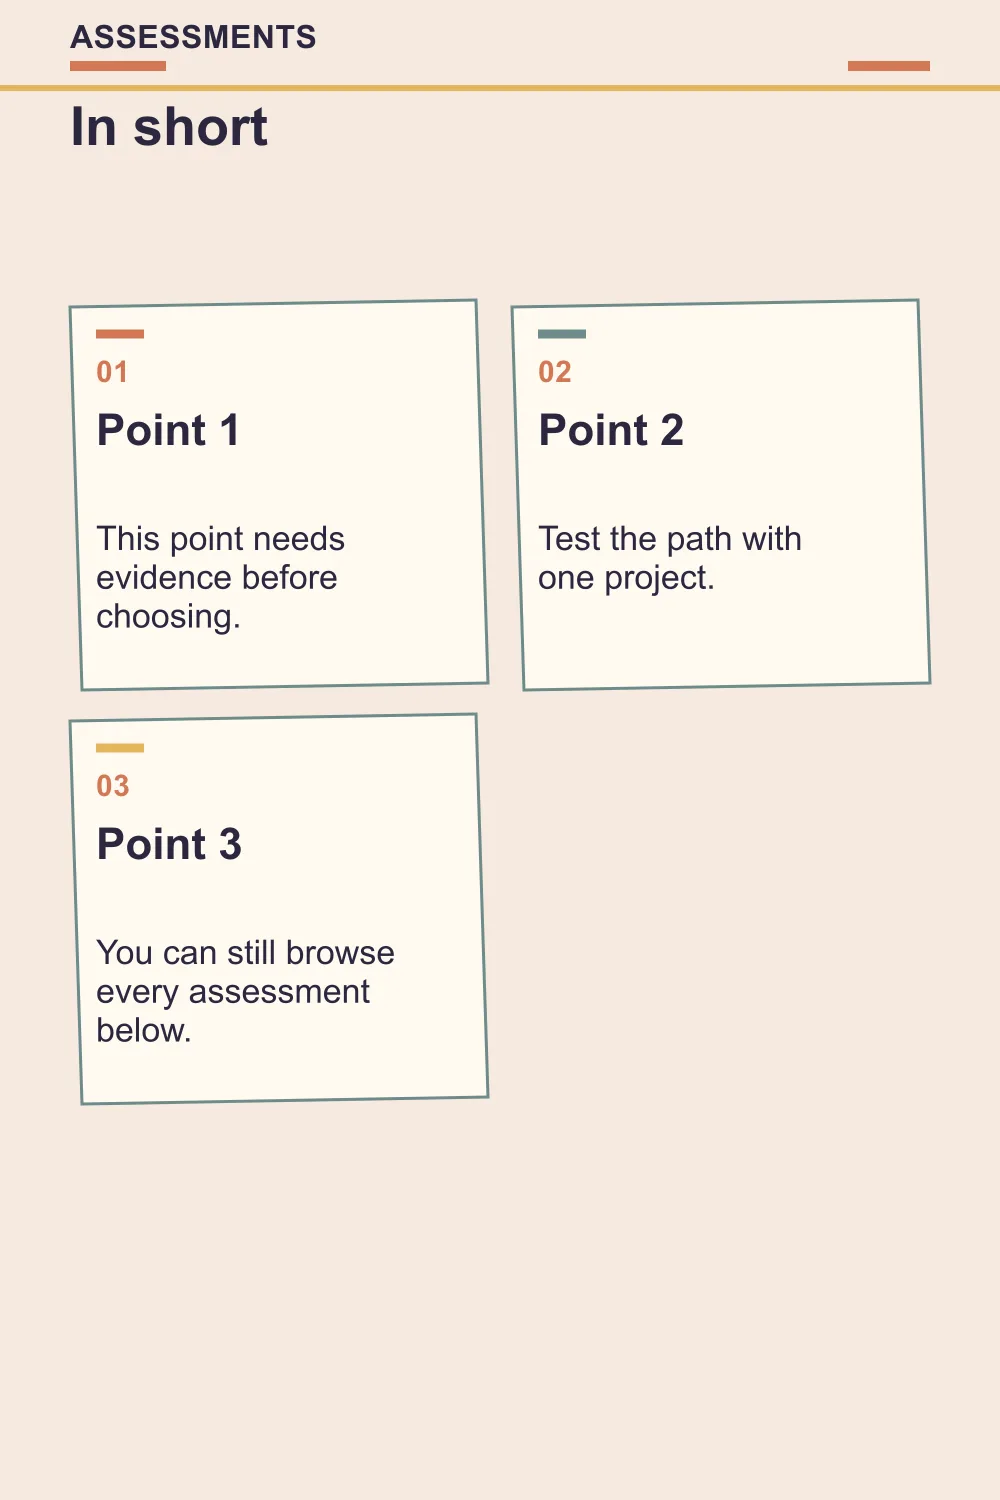 ASSESSMENTS
In short
01
Point 1
This point needs
evidence before
choosing.
02
Point 2
Test the path with
one project.
03
Point 3
You can still browse
every assessment
below.